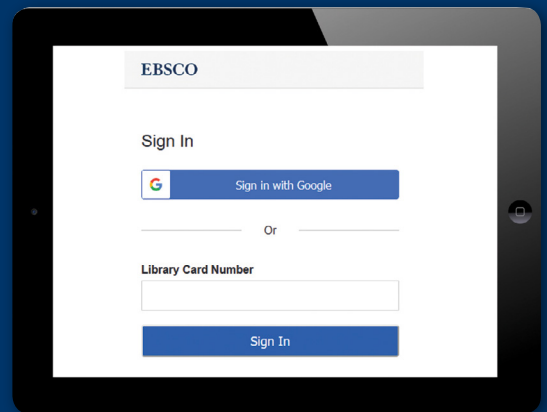 EBSCO
Sign In
Sign in with Google
Or
Library Card Number
Sign In